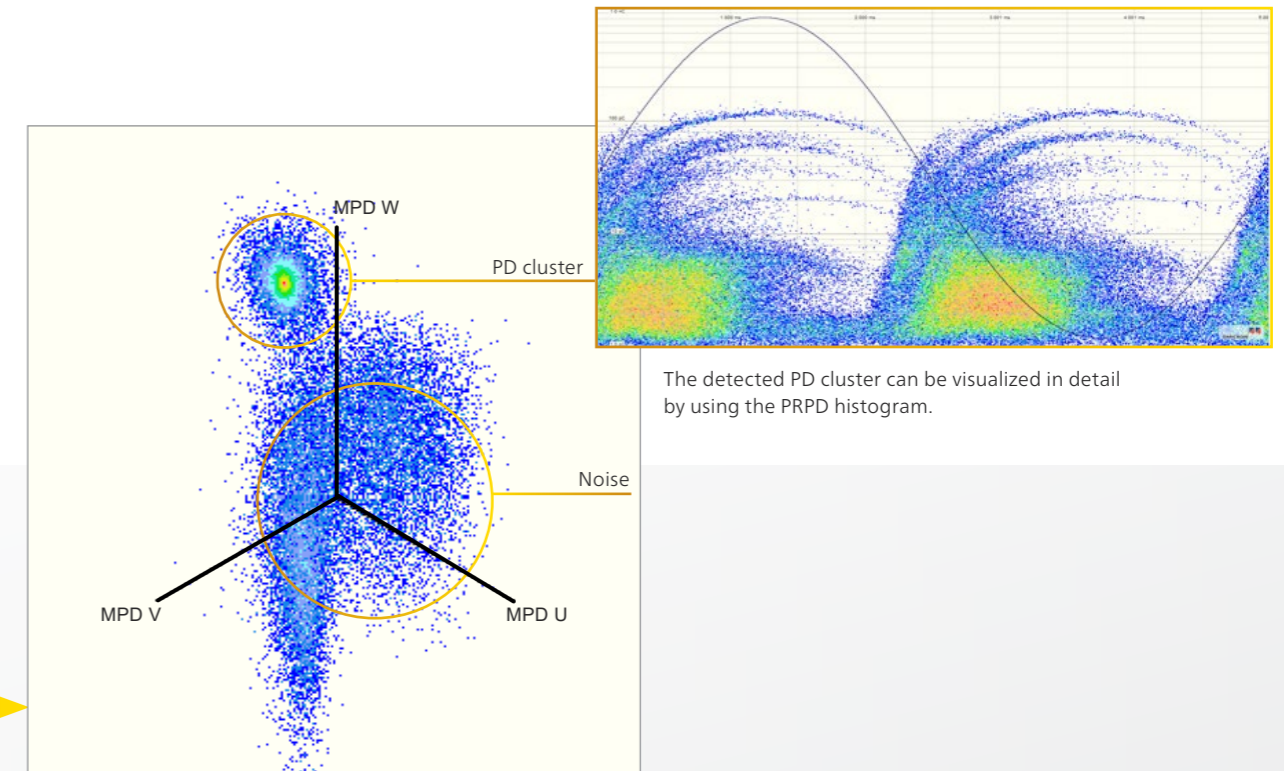 MPD W
PD cluster
The detected PD cluster can be visualized in detail
by using the PRPD histogram.
Noise
MPD V
MPD U